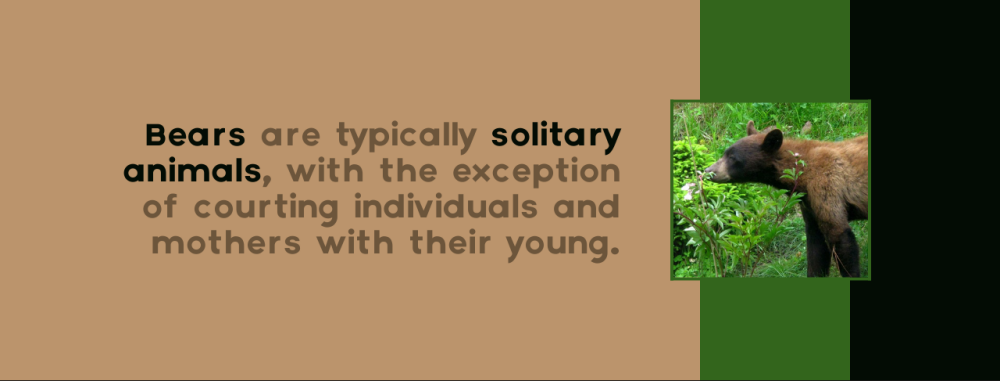 Bears are typically solitary
animals, with the exception
of courting individuals and
mothers with their young.